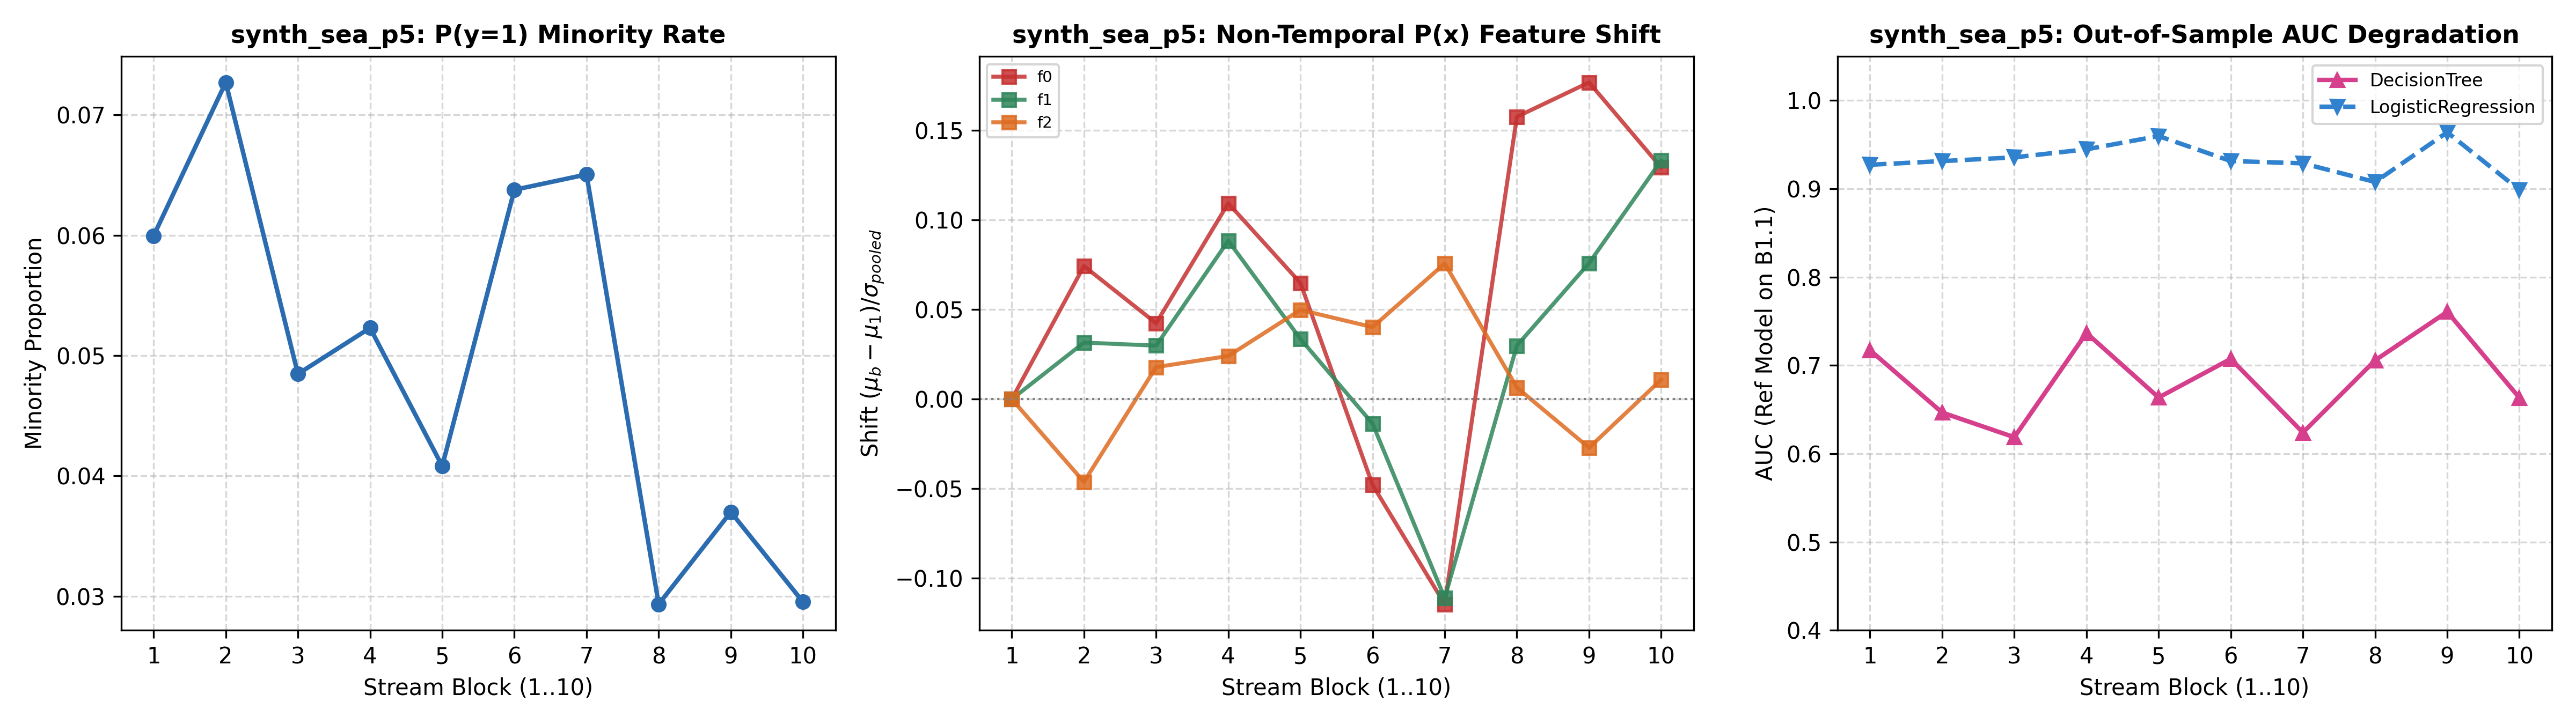 synth_sea_p5: P(y=1) Minority Rate
Minority Proportion
0.07
0.06
0.05
0.04
0.03
1 2 3 4 5 6 7 8 9 10
Stream Block (1..10)
synth_sea_p5: Non-Temporal P(x) Feature Shift
f0
f1
f2
Shift (μb − μ1)/σpooled
0.15
0.10
0.05
0.00
−0.05
−0.10
1 2 3 4 5 6 7 8 9 10
Stream Block (1..10)
synth_sea_p5: Out-of-Sample AUC Degradation
DecisionTree
LogisticRegression
AUC (Ref Model on B1.1)
1.0
0.9
0.8
0.7
0.6
0.5
0.4
1 2 3 4 5 6 7 8 9 10
Stream Block (1..10)